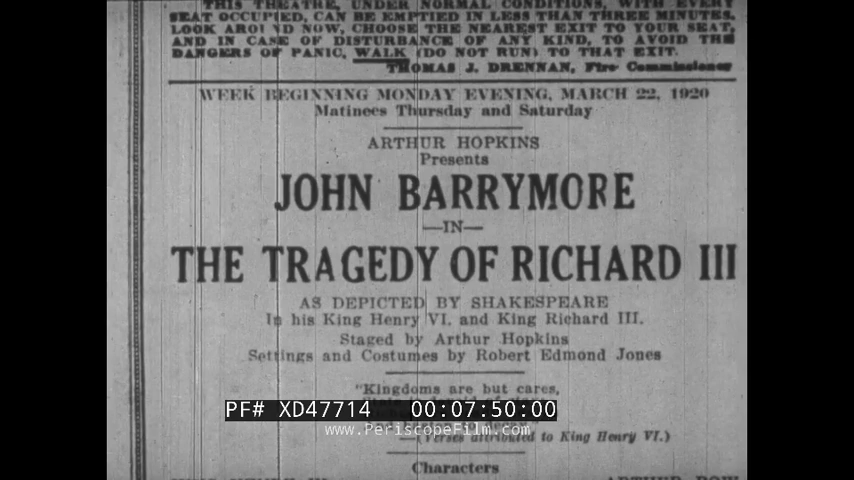 THIS THEATRE, UNDER NORMAL CONDITIONS, WITH EVERY
SEAT OCCUPIED, CAN BE EMPTIED IN LESS THAN THREE MINUTES.
LOOK AROUND NOW, CHOOSE THE NEAREST EXIT TO YOUR SEAT,
AND IN CASE OF DISTURBANCE OF ANY KIND, TO AVOID THE
DANGERS OF PANIC, WALK (DO NOT RUN) TO THAT EXIT.
THOMAS J. DRENNAN, Fire Commissioner
WEEK BEGINNING MONDAY EVENING, MARCH 22, 1920
Matinees Thursday and Saturday
ARTHUR HOPKINS
Presents
JOHN BARRYMORE
—IN—
THE TRAGEDY OF RICHARD III
AS DEPICTED BY SHAKESPEARE
In his King Henry VI. and King Richard III.
Staged by Arthur Hopkins
Settings and Costumes by Robert Edmond Jones
"Kingdoms are but cares,
PF# XD47714 00:07:50:00
www.PeriscopeFilm.com
—(Verses attributed to King Henry VI.)
Characters